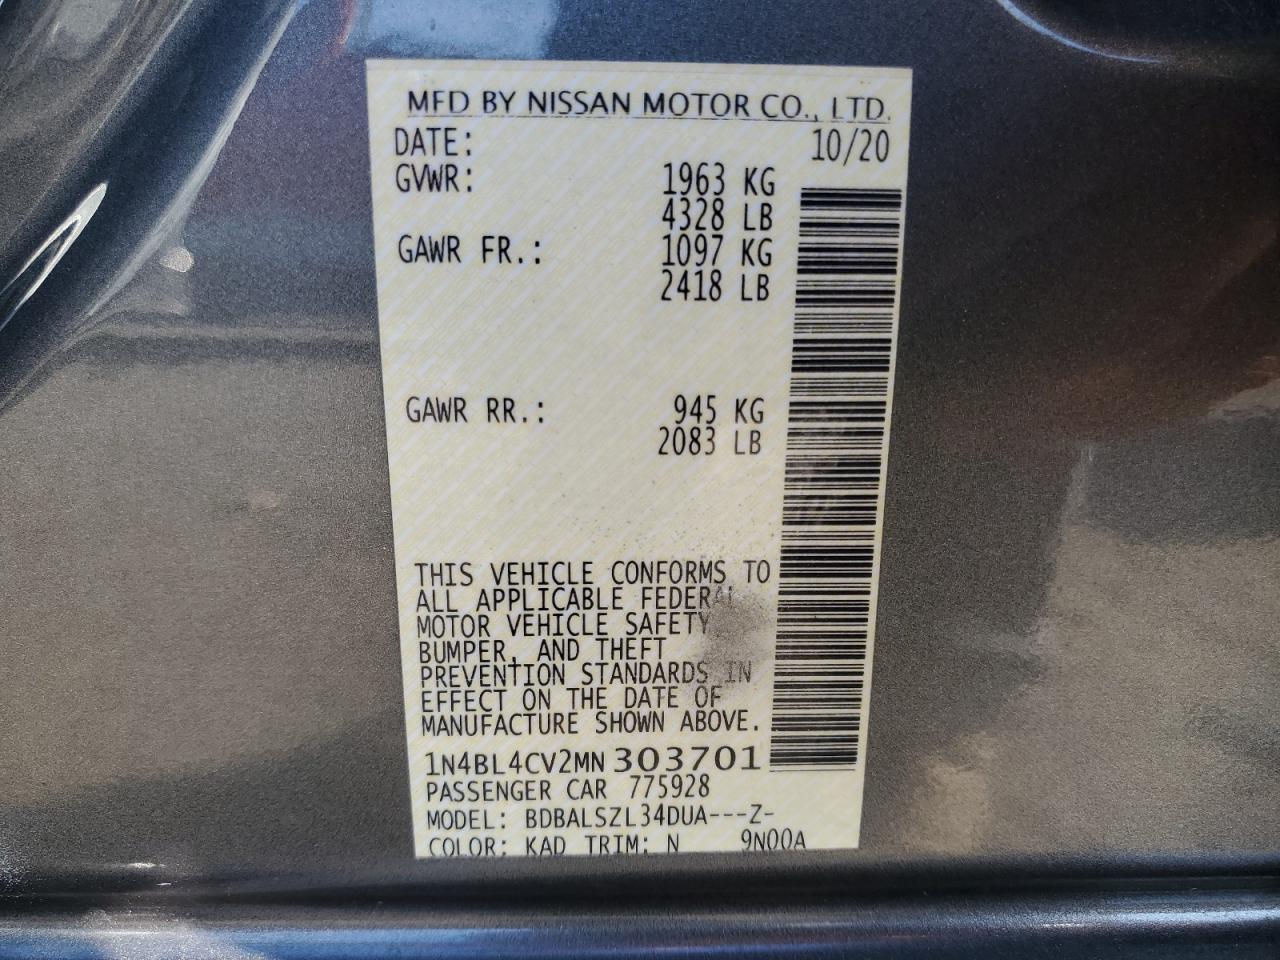 MFD BY NISSAN MOTOR CO., LTD.
DATE: 10/20
GVWR: 1963 KG
4328 LB
GAWR FR.: 1097 KG
2418 LB
GAWR RR.: 945 KG
2083 LB
THIS VEHICLE CONFORMS TO
ALL APPLICABLE FEDERAL
MOTOR VEHICLE SAFETY
BUMPER, AND THEFT
PREVENTION STANDARDS IN
EFFECT ON THE DATE OF
MANUFACTURE SHOWN ABOVE.
1N4BL4CV2MN303701
PASSENGER CAR 775928
MODEL: BDBALSZL34DUA---Z-
COLOR: KAD TRIM: N 9N00A